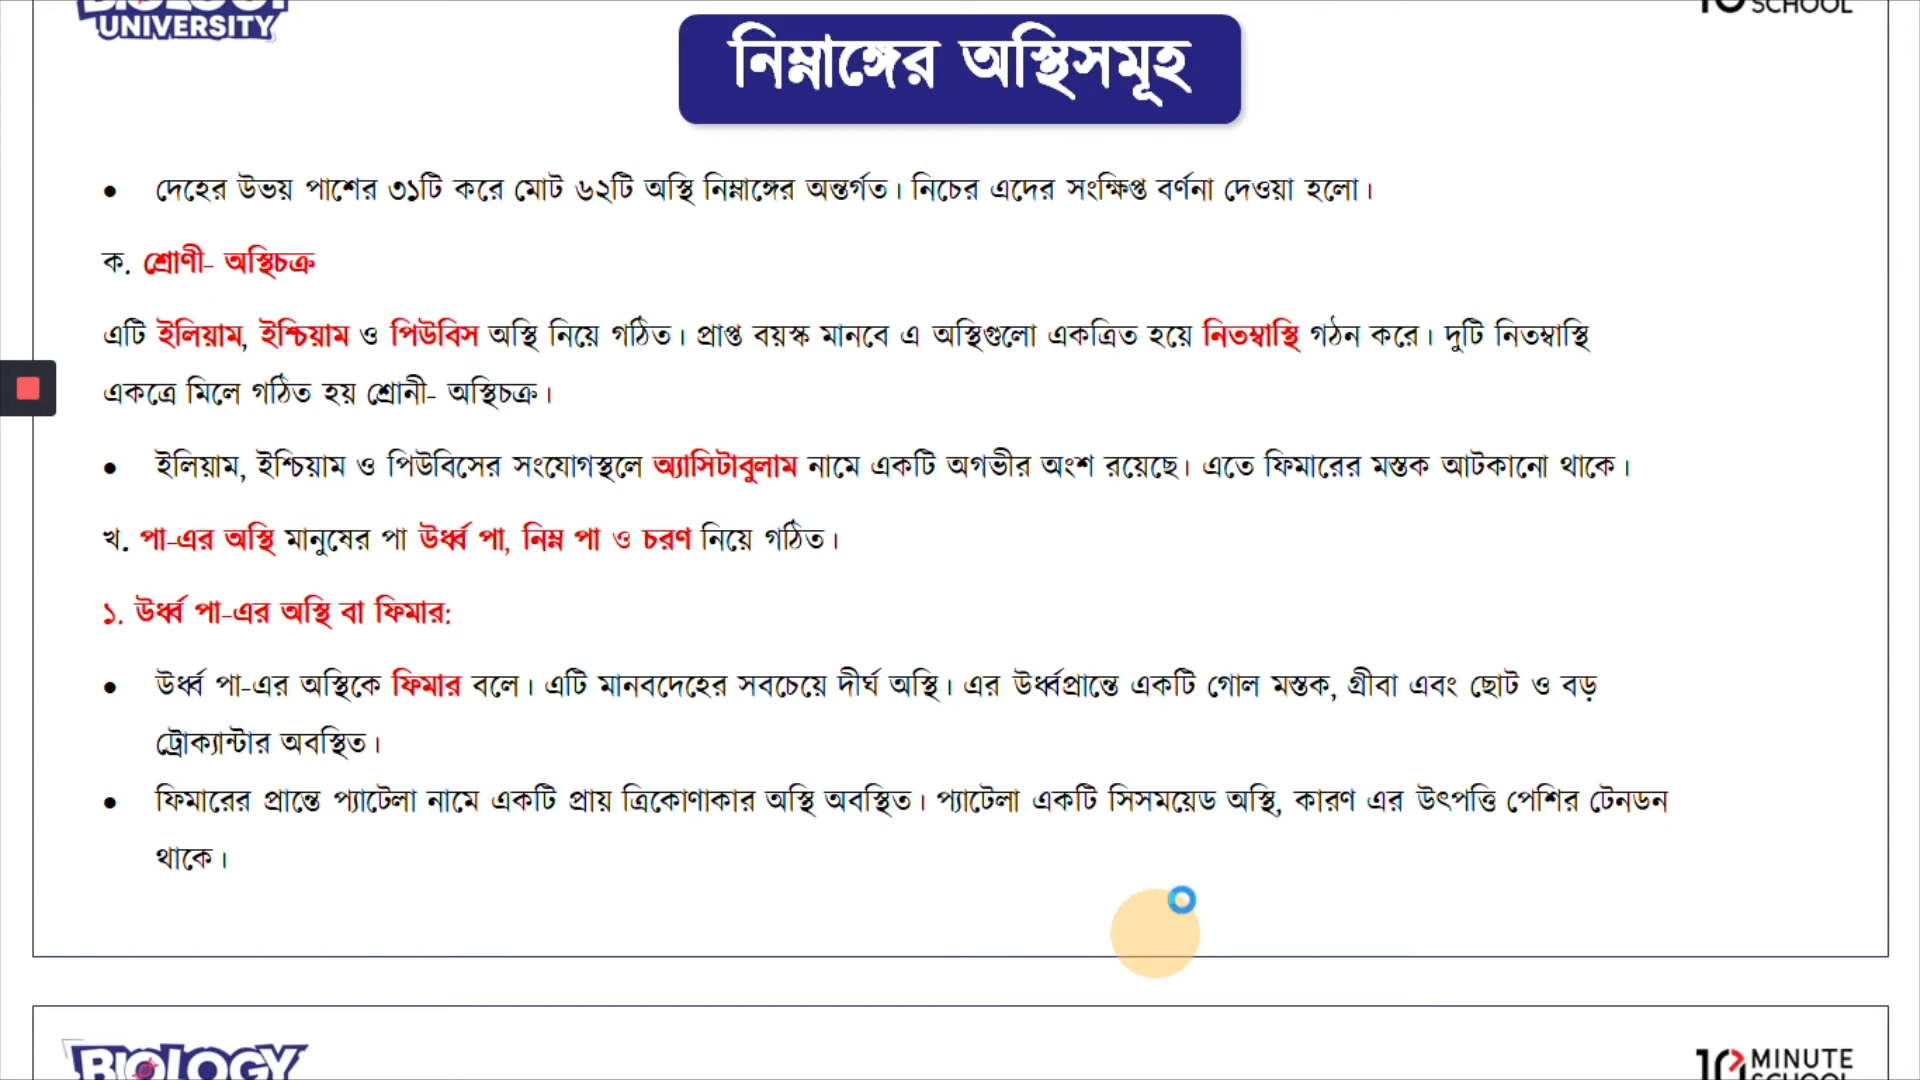 UNIVERSITY
10 SCHOOL
নিম্নাঙ্গের অস্থিসমূহ
● দেহের উভয় পাশের ৩১টি করে মোট ৬২টি অস্থি নিম্নাঙ্গের অন্তর্গত। নিচের এদের সংক্ষিপ্ত বর্ণনা দেওয়া হলো।
ক. শ্রোণী- অস্থিচক্র
এটি ইলিয়াম, ইশ্চিয়াম ও পিউবিস অস্থি নিয়ে গঠিত। প্রাপ্ত বয়স্ক মানবে এ অস্থিগুলো একত্রিত হয়ে নিতম্বাস্থি গঠন করে। দুটি নিতম্বাস্থি
একত্রে মিলে গঠিত হয় শ্রোনী- অস্থিচক্র।
● ইলিয়াম, ইশ্চিয়াম ও পিউবিসের সংযোগস্থলে অ্যাসিটাবুলাম নামে একটি অগভীর অংশ রয়েছে। এতে ফিমারের মস্তক আটকানো থাকে।
খ. পা-এর অস্থি মানুষের পা উর্ধ্ব পা, নিম্ন পা ও চরণ নিয়ে গঠিত।
১. উর্ধ্ব পা-এর অস্থি বা ফিমার:
● উর্ধ্ব পা-এর অস্থিকে ফিমার বলে। এটি মানবদেহের সবচেয়ে দীর্ঘ অস্থি। এর উর্ধ্বপ্রান্তে একটি গোল মস্তক, গ্রীবা এবং ছোট ও বড়
ট্রোক্যান্টার অবস্থিত।
● ফিমারের প্রান্তে প্যাটেলা নামে একটি প্রায় ত্রিকোণাকার অস্থি অবস্থিত। প্যাটেলা একটি সিসময়েড অস্থি, কারণ এর উৎপত্তি পেশির টেনডন
থাকে।
BIOLOGY
10 MINUTE
SCHOOL